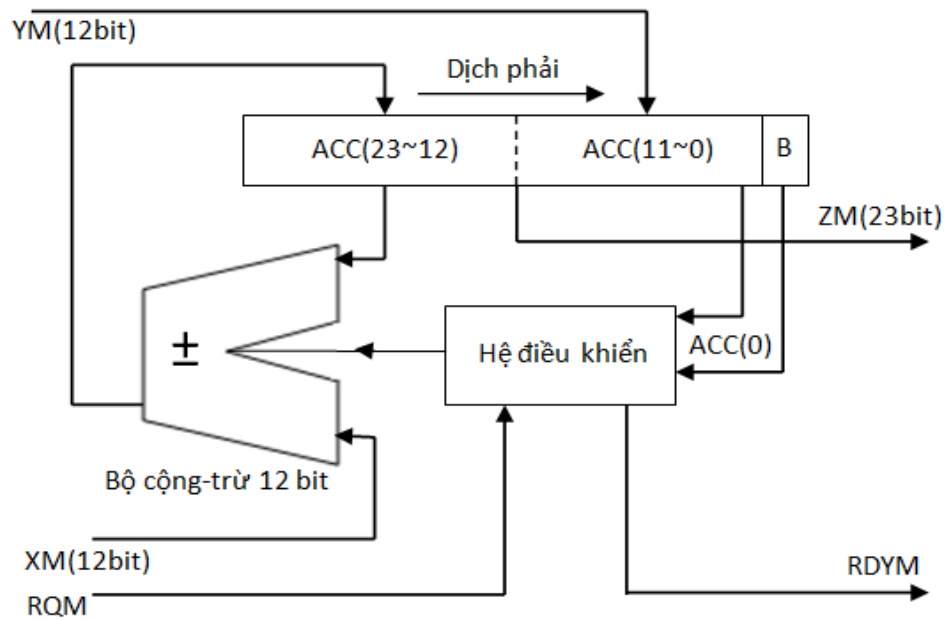 YM(12bit)
Dịch phải
ACC(23~12)
ACC(11~0)
B
ZM(23bit)
±
Hệ điều khiển
ACC(0)
Bộ cộng-trừ 12 bit
XM(12bit)
RDYM
RQM